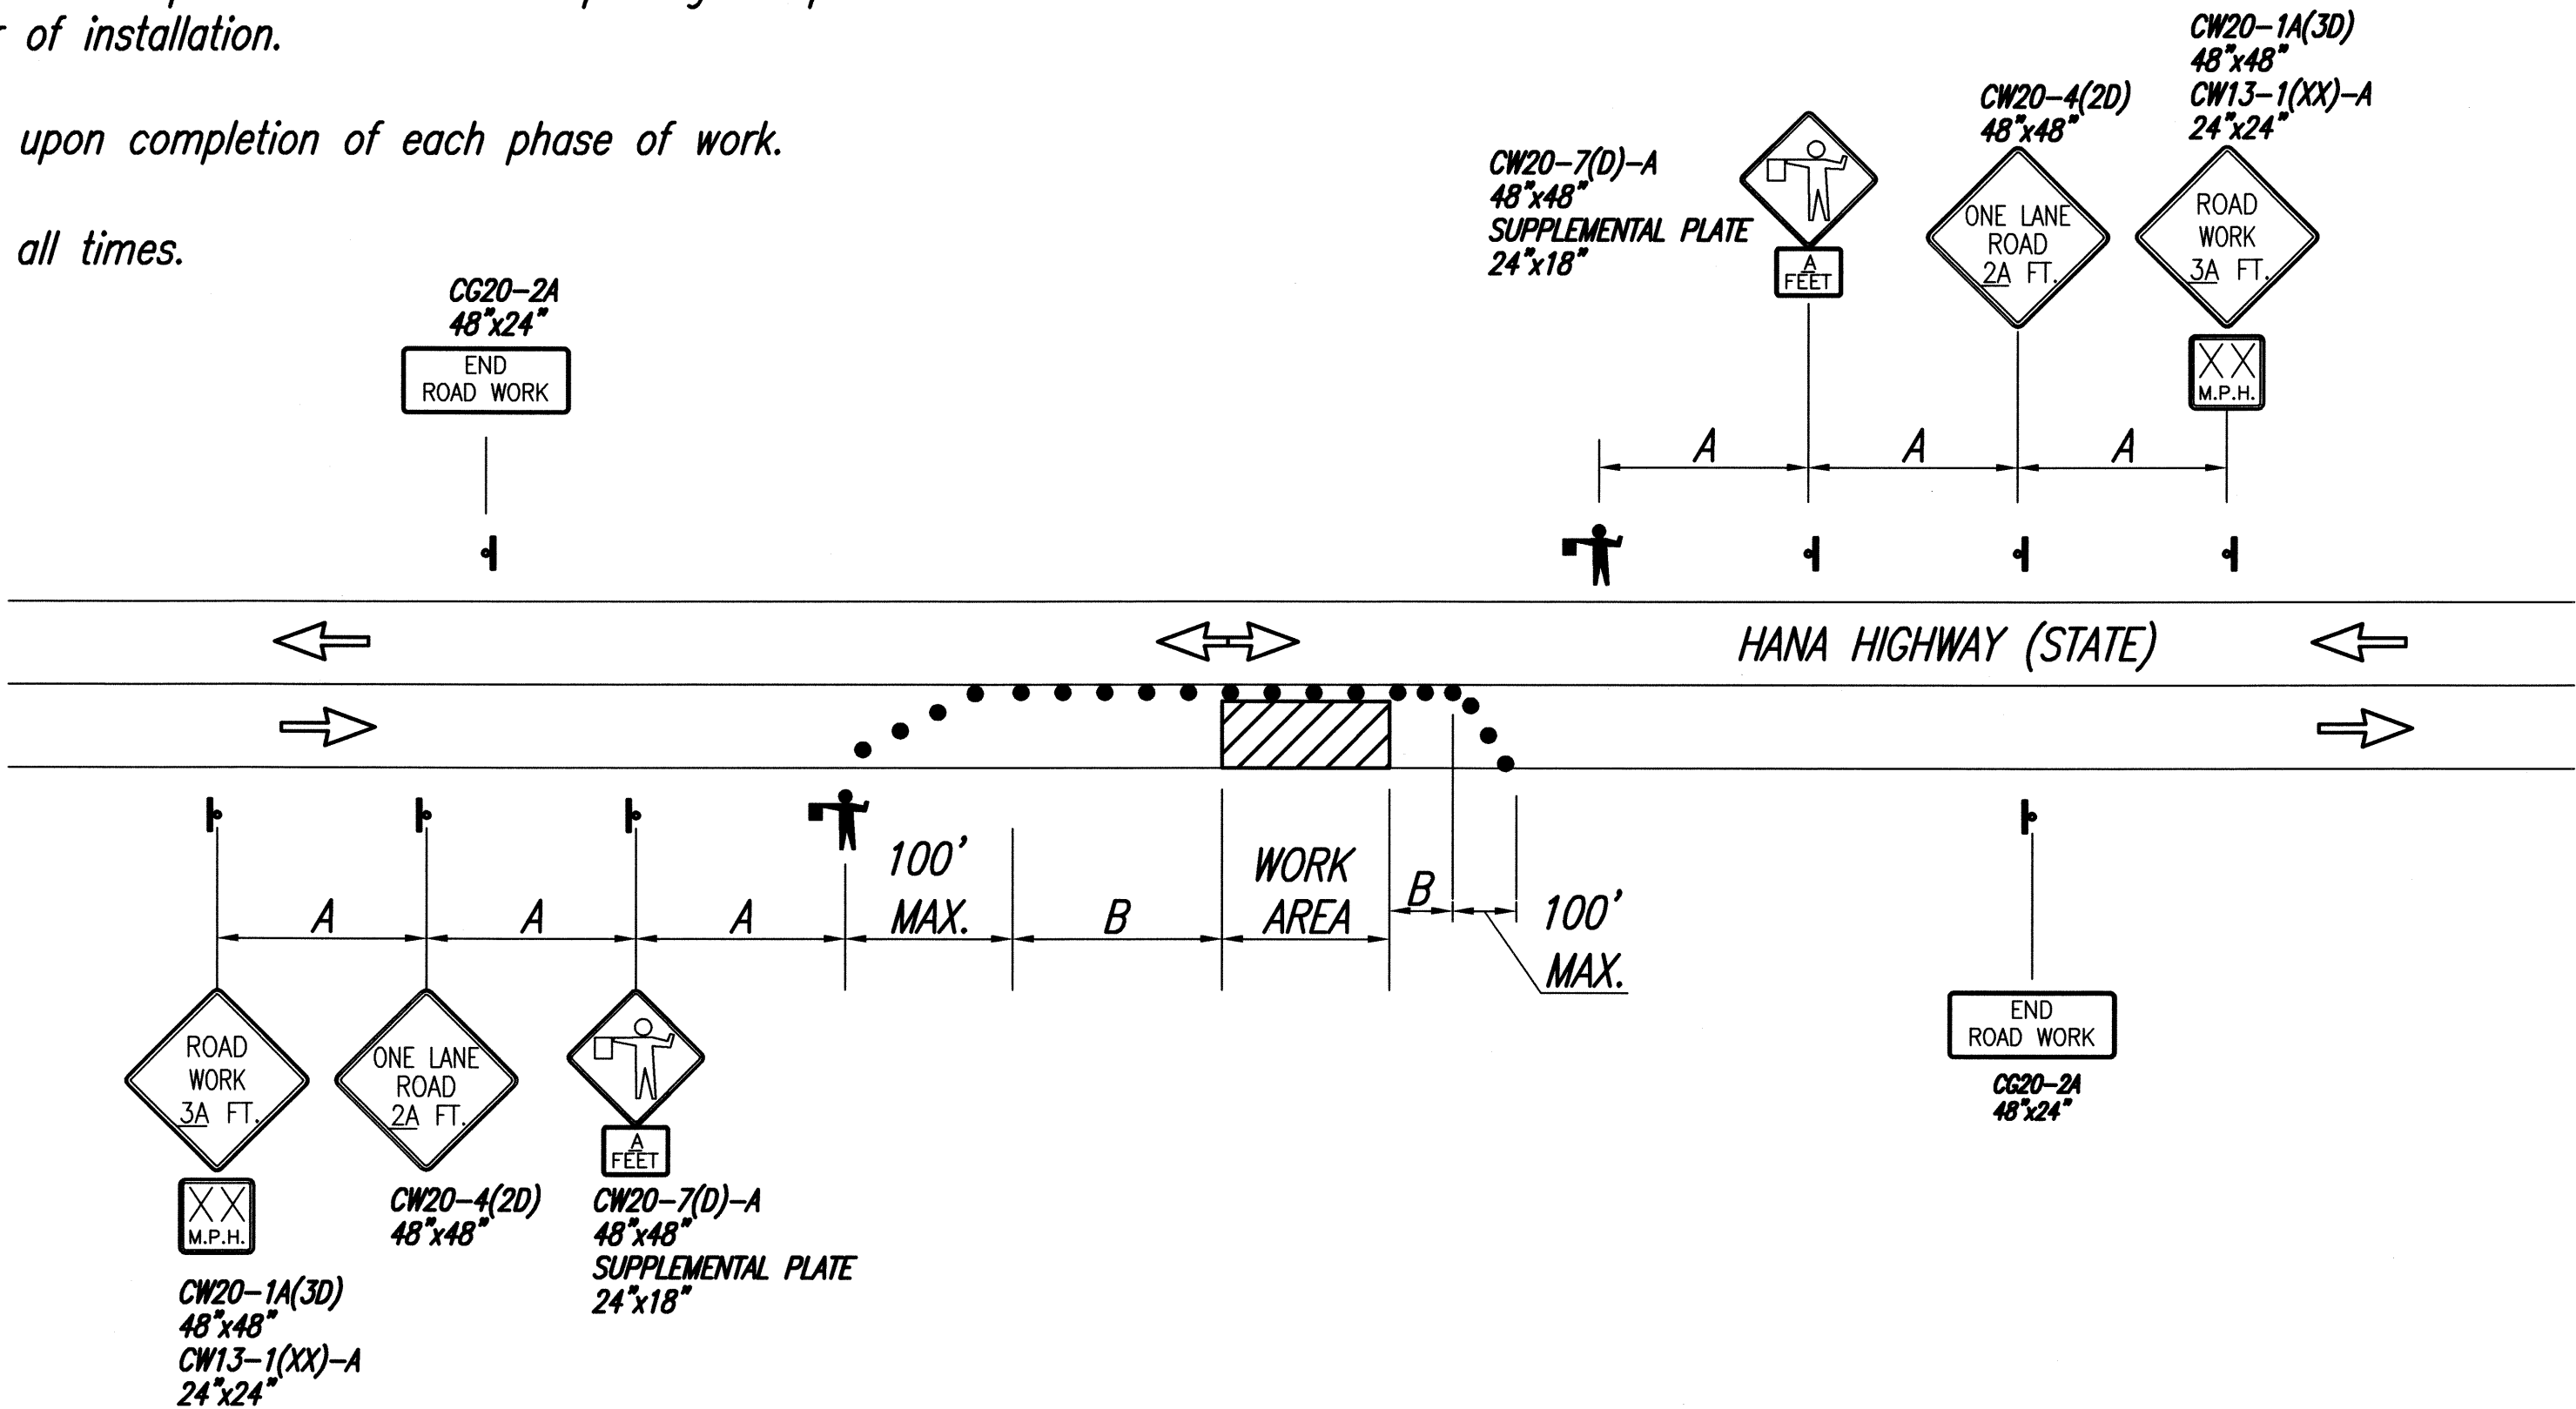 of installation.
upon completion of each phase of work.
all times.
CG20-2A
48"x24"
END
ROAD WORK
CW20-7(D)-A
48"x48"
SUPPLEMENTAL PLATE
24"x18"
A
FEET
CW20-4(2D)
48"x48"
ONE LANE
ROAD
2A FT.
CW20-1A(3D)
48"x48"
CW13-1(XX)-A
24"x24"
ROAD
WORK
3A FT.
XX
M.P.H.
A
A
A
HANA HIGHWAY (STATE)
A
A
A
100'
MAX.
B
WORK
AREA
B
100'
MAX.
ROAD
WORK
3A FT.
XX
M.P.H.
CW20-1A(3D)
48"x48"
CW13-1(XX)-A
24"x24"
ONE LANE
ROAD
2A FT.
CW20-4(2D)
48"x48"
A
FEET
CW20-7(D)-A
48"x48"
SUPPLEMENTAL PLATE
24"x18"
END
ROAD WORK
CG20-2A
48"x24"